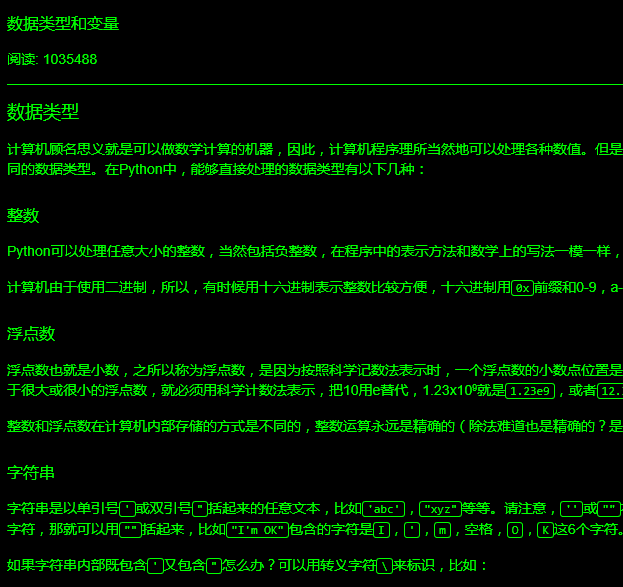 数据类型和变量
阅读: 1035488
数据类型
计算机顾名思义就是可以做数学计算的机器，因此，计算机程序理所当然地可以处理各种数值。但是
同的数据类型。在Python中，能够直接处理的数据类型有以下几种：
整数
Python可以处理任意大小的整数，当然包括负整数，在程序中的表示方法和数学上的写法一模一样，
计算机由于使用二进制，所以，有时候用十六进制表示整数比较方便，十六进制用0x前缀和0-9，a-
浮点数
浮点数也就是小数，之所以称为浮点数，是因为按照科学记数法表示时，一个浮点数的小数点位置是
于很大或很小的浮点数，就必须用科学计数法表示，把10用e替代，1.23x10⁹就是1.23e9，或者12.
整数和浮点数在计算机内部存储的方式是不同的，整数运算永远是精确的（除法难道也是精确的？是
字符串
字符串是以单引号'或双引号"括起来的任意文本，比如'abc'，"xyz"等等。请注意，''或""
字符，那就可以用""括起来，比如"I'm OK"包含的字符是I，'，m，空格，O，K这6个字符。
如果字符串内部既包含'又包含"怎么办？可以用转义字符\来标识，比如：